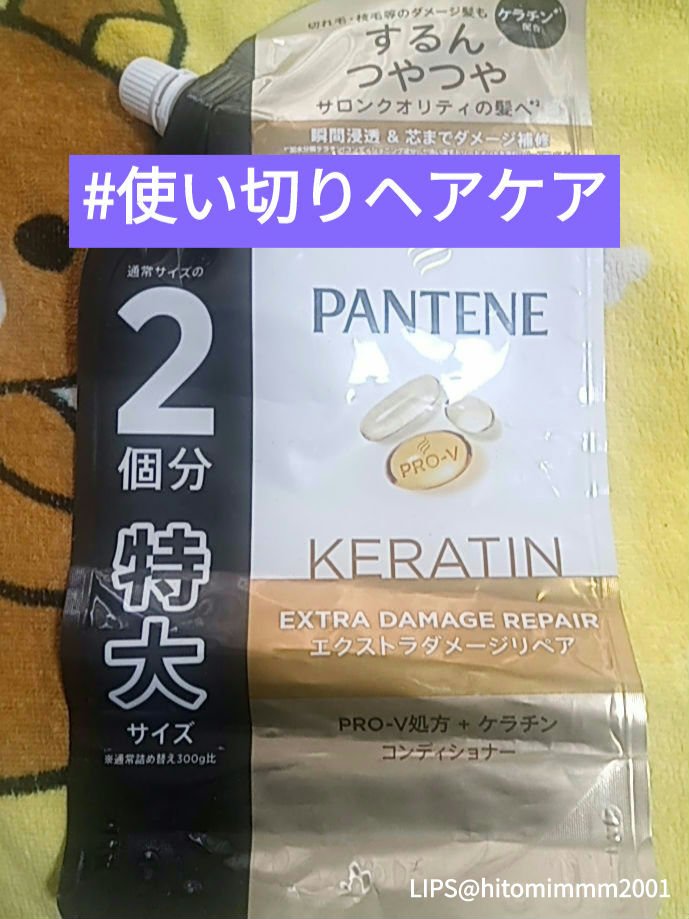 切れ毛・枝毛等のダメージ髪も
ケラチン*¹
配合
するん
つやつや
サロンクオリティの髪へ*²
瞬間浸透 & 芯までダメージ補修
#使い切りヘアケア
通常サイズの
2
個分
特
大
サイズ
※通常詰め替え300g比
PANTENE
PRO-V
KERATIN
EXTRA DAMAGE REPAIR
エクストラダメージリペア
PRO-V処方 + ケラチン
コンディショナー
LIPS@hitomimmm2001